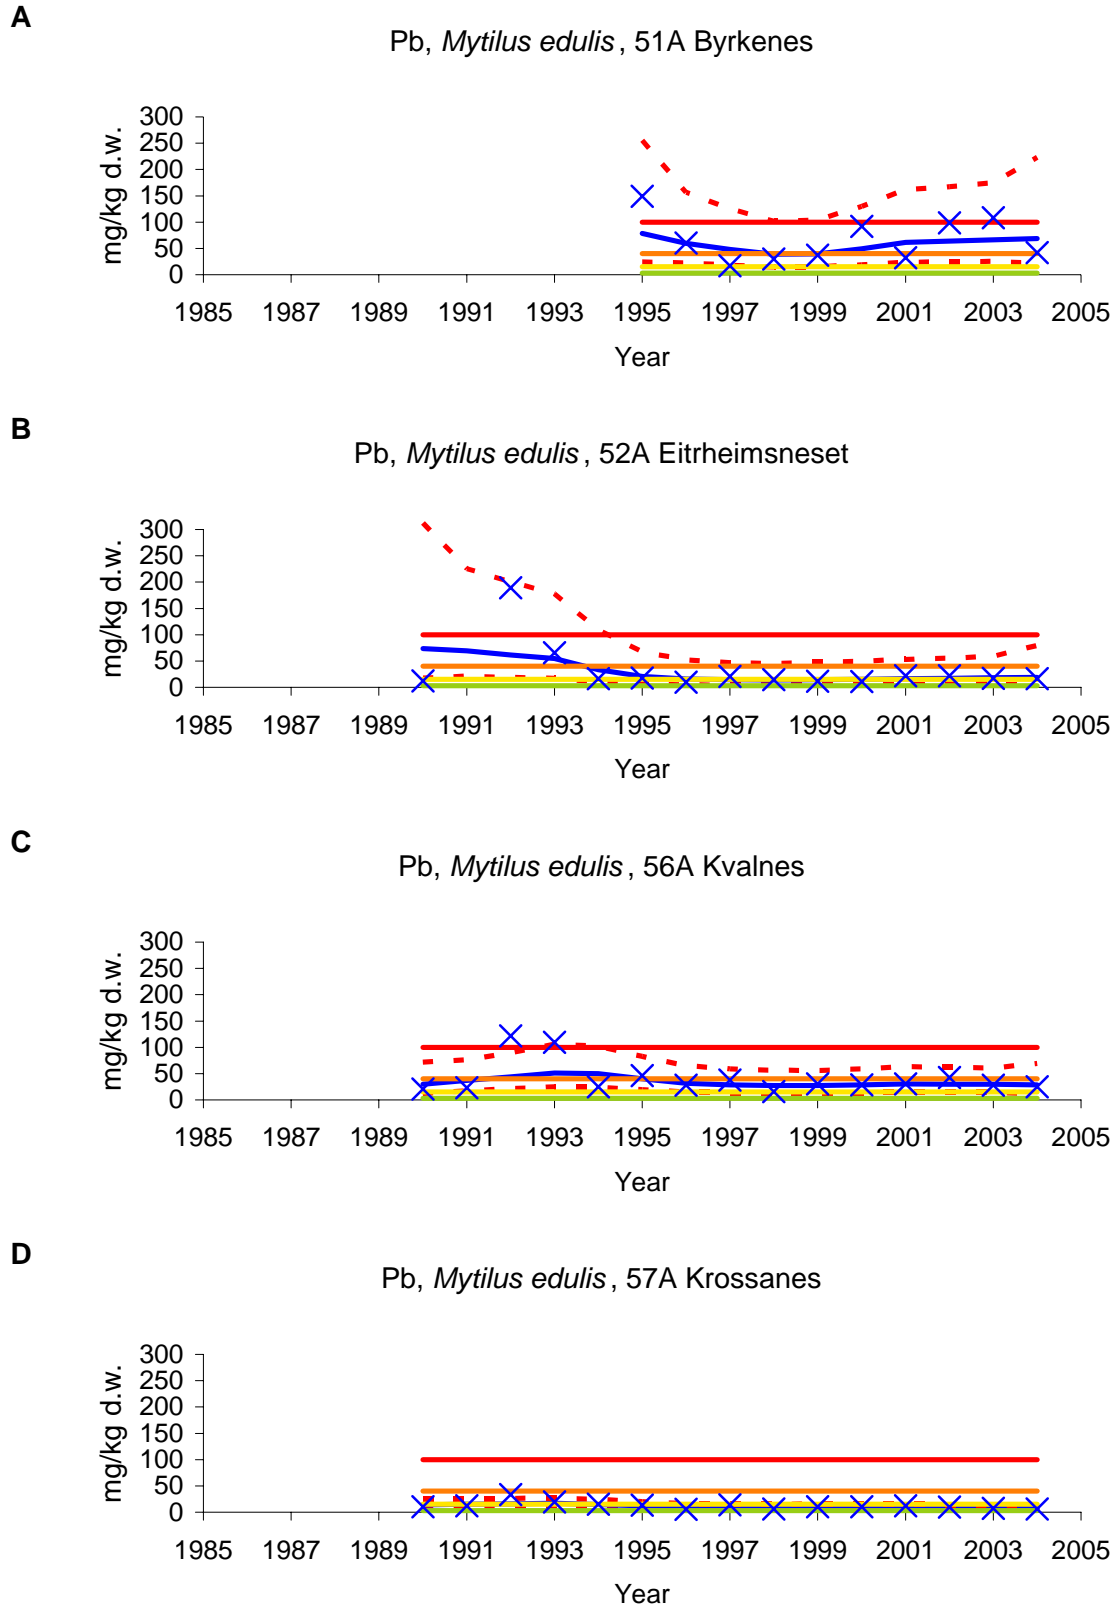 A
Pb, Mytilus edulis, 51A Byrkenes
mg/kg d.w.
300
250
200
150
100
50
0
1985 1987 1989 1991 1993 1995 1997 1999 2001 2003 2005
Year
B
Pb, Mytilus edulis, 52A Eitrheimsneset
mg/kg d.w.
300
250
200
150
100
50
0
1985 1987 1989 1991 1993 1995 1997 1999 2001 2003 2005
Year
C
Pb, Mytilus edulis, 56A Kvalnes
mg/kg d.w.
300
250
200
150
100
50
0
1985 1987 1989 1991 1993 1995 1997 1999 2001 2003 2005
Year
D
Pb, Mytilus edulis, 57A Krossanes
mg/kg d.w.
300
250
200
150
100
50
0
1985 1987 1989 1991 1993 1995 1997 1999 2001 2003 2005
Year